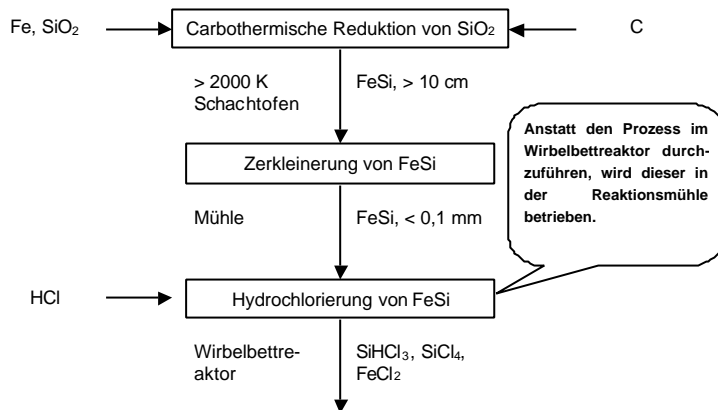 Fe, SiO₂
Carbothermische Reduktion von SiO₂
C
> 2000 K
Schachtofen
FeSi, > 10 cm
Anstatt den Prozess im
Wirbelbettreaktor durch-
zuführen, wird dieser in
der Reaktionsmühle
betrieben.
Zerkleinerung von FeSi
Mühle
FeSi, < 0,1 mm
HCl
Hydrochlorierung von FeSi
Wirbelbettre-
aktor
SiHCl₃, SiCl₄,
FeCl₂